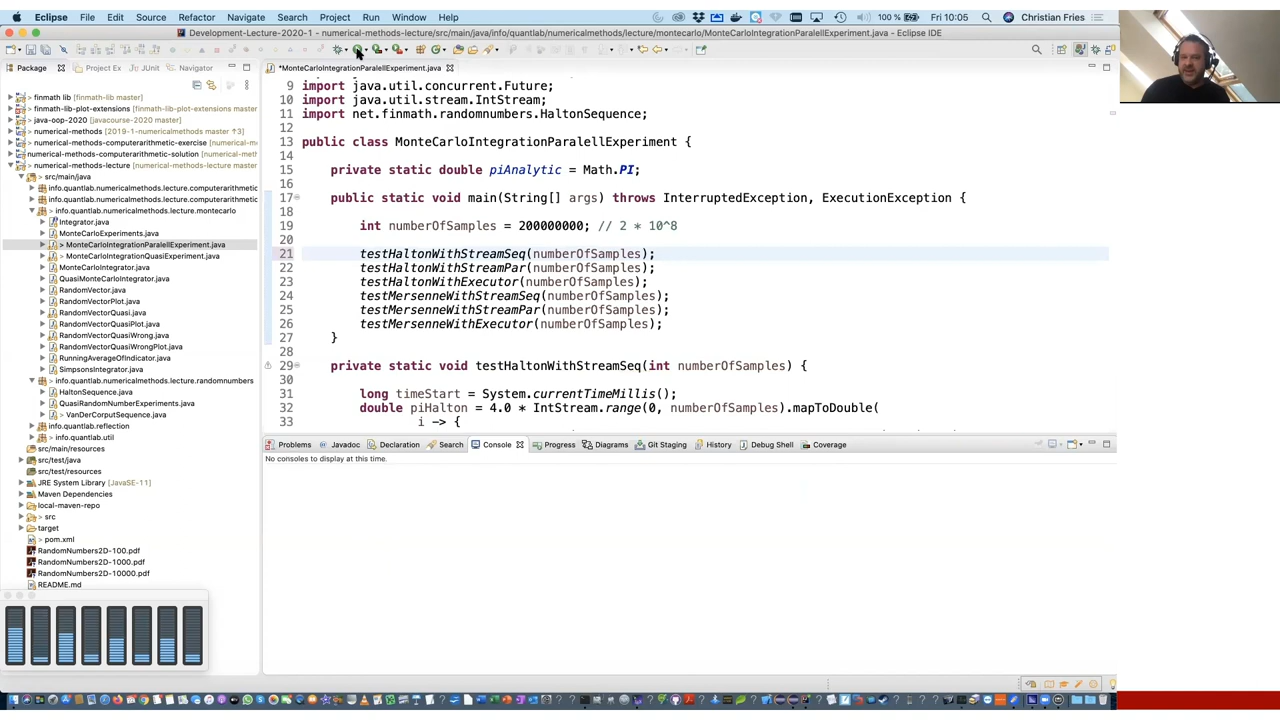 Eclipse File Edit Source Refactor Navigate Search Project Run Window Help 100 % Fri 10:05 Christian Fries
Development-Lecture-2020-1 - numerical-methods-lecture/src/main/java/info/quantlab/numericalmethods/lecture/montecarlo/MonteCarloIntegrationParalellExperiment.java - Eclipse IDE
Package Project Ex JUnit Navigator
*MonteCarloIntegrationParalellExperiment.java
finmath lib [finmath-lib master]
> finmath-lib-plot-extensions [finmath-lib-plot-extensions master]
> java-oop-2020 [javacourse-2020 master]
> numerical-methods [2019-1-numericalmethods master ↑3]
> numerical-methods-computerarithmetic-exercise [numerical-m
numerical-methods-computerarithmetic-solution [numerical-met
> numerical-methods-lecture [numerical-methods-lecture master]
> src/main/java
> info.quantlab.numericalmethods.lecture.computerarithmetic
> info.quantlab.numericalmethods.lecture.computerarithmetic
> info.quantlab.numericalmethods.lecture.montecarlo
Integrator.java
MonteCarloExperiments.java
> MonteCarloIntegrationParalellExperiment.java
> MonteCarloIntegrationQuasiExperiment.java
MonteCarloIntegrator.java
QuasiMonteCarloIntegrator.java
RandomVector.java
RandomVectorPlot.java
RandomVectorQuasi.java
RandomVectorQuasiPlot.java
RandomVectorQuasiWrong.java
RandomVectorQuasiWrongPlot.java
RunningAverageOfIndicator.java
SimpsonsIntegrator.java
> info.quantlab.numericalmethods.lecture.randomnumbers
HaltonSequence.java
QuasiRandomNumberExperiments.java
> VanDerCorputSequence.java
> info.quantlab.reflection
> info.quantlab.util
src/main/resources
src/test/java
src/test/resources
JRE System Library [JavaSE-11]
Maven Dependencies
local-maven-repo
> src
target
> pom.xml
RandomNumbers2D-100.pdf
RandomNumbers2D-1000.pdf
RandomNumbers2D-10000.pdf
README.md
9 import java.util.concurrent.Future;
10 import java.util.stream.IntStream;
11 import net.finmath.randomnumbers.HaltonSequence;
12
13 public class MonteCarloIntegrationParalellExperiment {
14
15 private static double piAnalytic = Math.PI;
16
17 public static void main(String[] args) throws InterruptedException, ExecutionException {
18
19 int numberOfSamples = 200000000; // 2 * 10^8
20
21 testHaltonWithStreamSeq(numberOfSamples);
22 testHaltonWithStreamPar(numberOfSamples);
23 testHaltonWithExecutor(numberOfSamples);
24 testMersenneWithStreamSeq(numberOfSamples);
25 testMersenneWithStreamPar(numberOfSamples);
26 testMersenneWithExecutor(numberOfSamples);
27 }
28
29 private static void testHaltonWithStreamSeq(int numberOfSamples) {
30
31 long timeStart = System.currentTimeMillis();
32 double piHalton = 4.0 * IntStream.range(0, numberOfSamples).mapToDouble(
33 i -> {
Problems Javadoc Declaration Search Console Progress Diagrams Git Staging History Debug Shell Coverage
No consoles to display at this time.